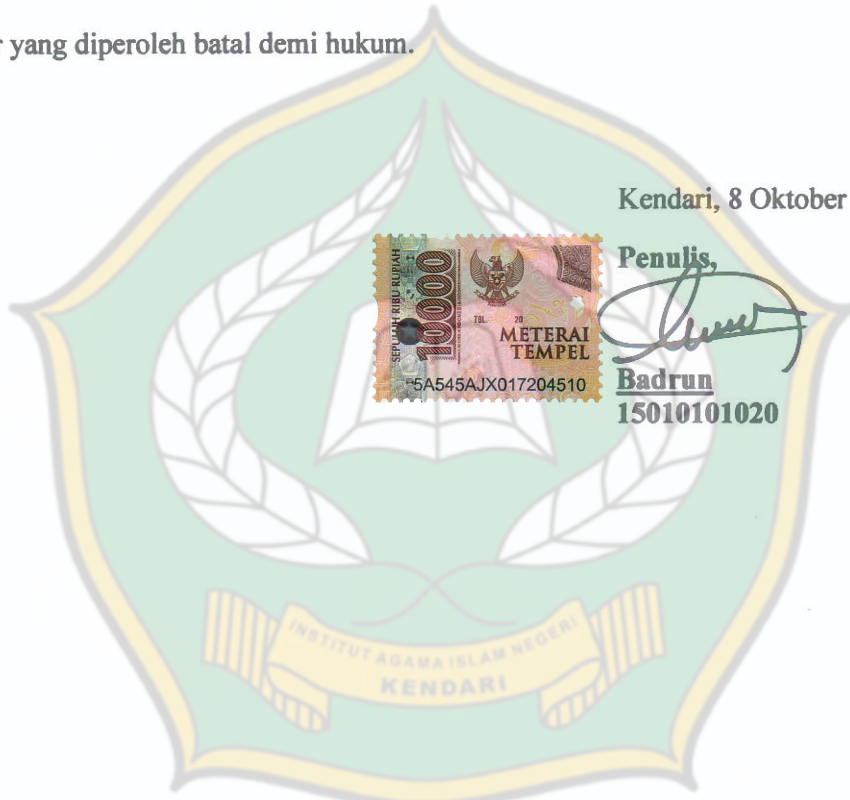 yang diperoleh batal demi hukum.
Kendari, 8 Oktober
Penulis,
SEPULUH RIBU RUPIAH
10000
TGL. 20
METERAI
TEMPEL
5A545AJX017204510
Badrun
15010101020
INSTITUT AGAMA ISLAM NEGERI
KENDARI